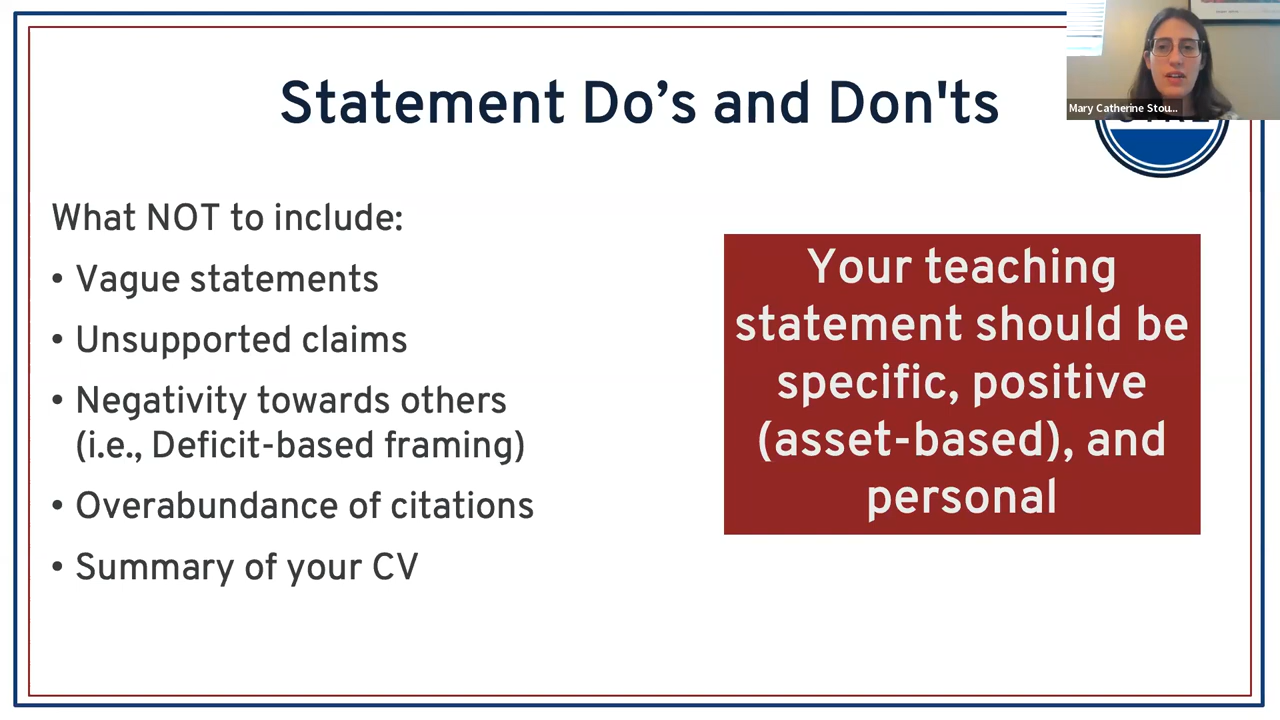 Statement Do’s and Don'ts
Mary Catherine Stou...
What NOT to include:
• Vague statements
• Unsupported claims
• Negativity towards others
(i.e., Deficit-based framing)
• Overabundance of citations
• Summary of your CV
Your teaching
statement should be
specific, positive
(asset-based), and
personal